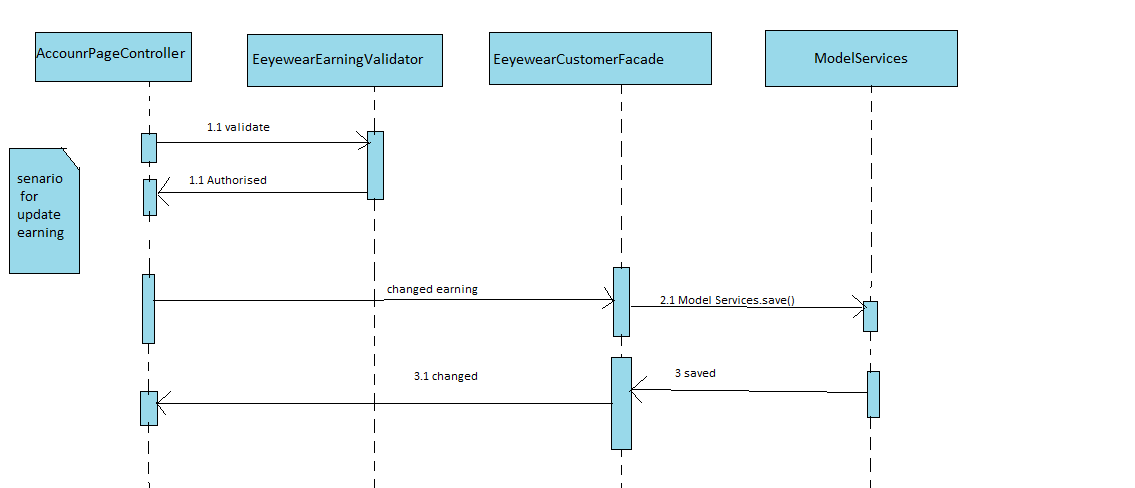 AccounrPageController
EeyewearEarningValidator
EeyewearCustomerFacade
ModelServices
1.1 validate
1.1 Authorised
senario
for
update
earning
changed earning
2.1 Model Services.save()
3.1 changed
3 saved